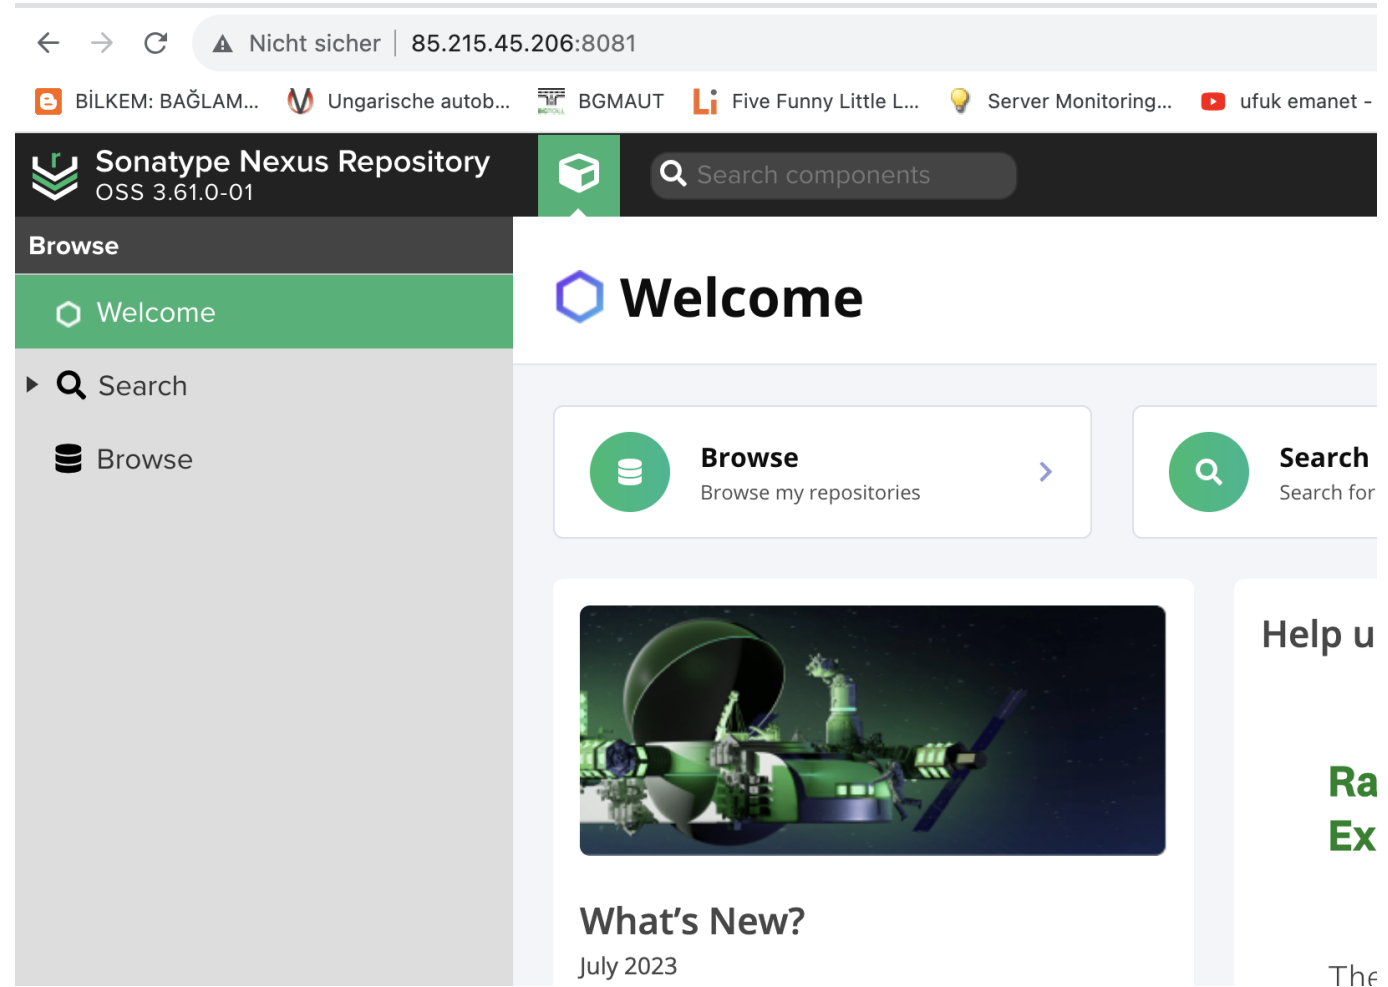 Nicht sicher 85.215.45.206:8081
BİLKEM: BAĞLAM... Ungarische autob... BGMAUT Five Funny Little L... Server Monitoring... ufuk emanet -
Sonatype Nexus Repository
OSS 3.61.0-01
Search components
Browse
Welcome
Search
Browse
Welcome
Browse
Browse my repositories
Search
Search for
What's New?
July 2023
Help u
Ra
Ex
The